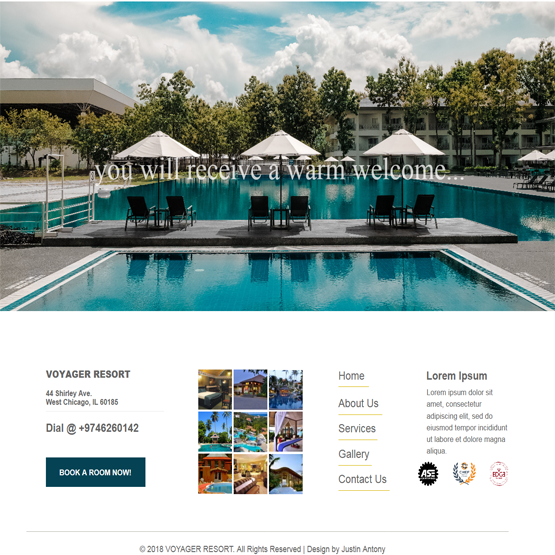 you will receive a warm welcome...
VOYAGER RESORT
44 Shirley Ave.
West Chicago, IL 60185
Dial @ +9746260142
BOOK A ROOM NOW!
Home
About Us
Services
Gallery
Contact Us
Lorem Ipsum
Lorem ipsum dolor sit
amet, consectetur
adipiscing elit, sed do
eiusmod tempor incididunt
ut labore et dolore magna
aliqua.
ASE
© 2018 VOYAGER RESORT. All Rights Reserved | Design by Justin Antony